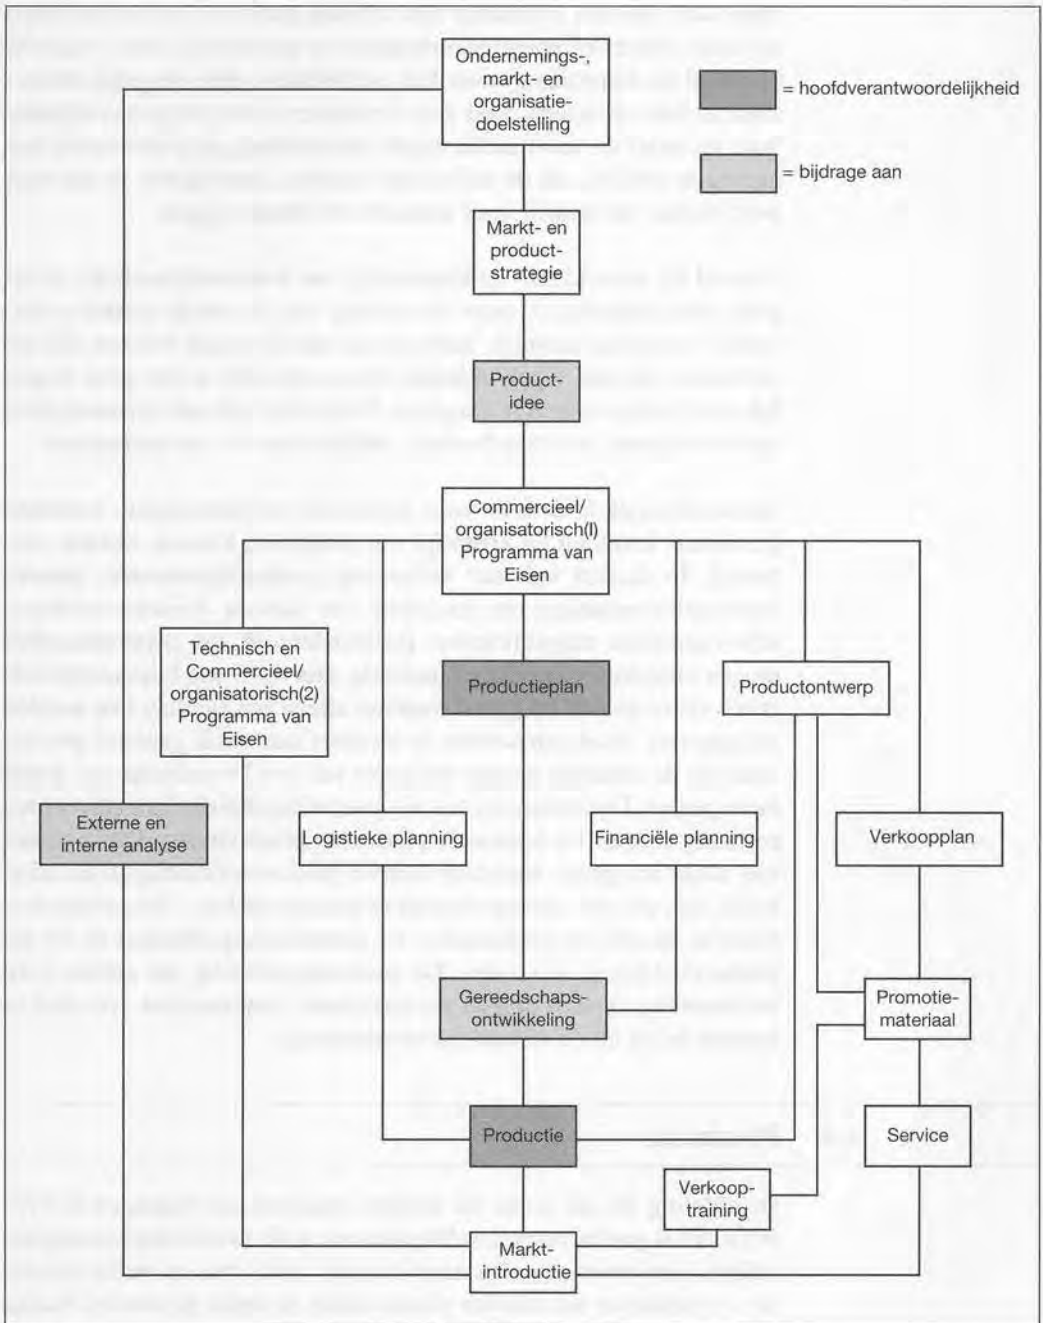 Ondernemings-,
markt- en
organisatie-
doelstelling
= hoofdverantwoordelijkheid
= bijdrage aan
Markt- en
product-
strategie
Product-
idee
Commercieel/
organisatorisch(I)
Programma van
Eisen
Technisch en
Commercieel/
organisatorisch(2)
Programma van
Eisen
Productieplan
Productontwerp
Externe en
interne analyse
Logistieke planning
Financiële planning
Verkoopplan
Gereedschaps-
ontwikkeling
Promotie-
materiaal
Productie
Service
Verkoop-
training
Markt-
introductie